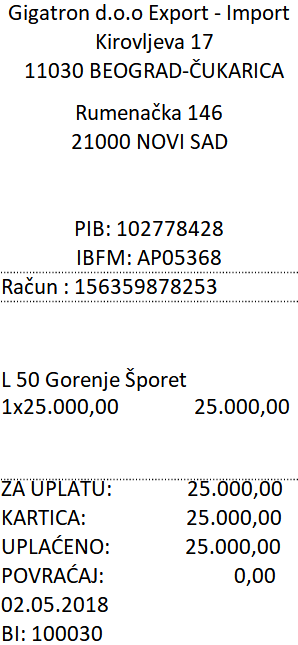 Gigatron d.o.o Export - Import
Kirovljeva 17
11030 BEOGRAD-ČUKARICA
Rumenačka 146
21000 NOVI SAD
PIB: 102778428
IBFM: AP05368
Račun : 156359878253
L 50 Gorenje Šporet
1x25.000,00 25.000,00
ZA UPLATU: 25.000,00
KARTICA: 25.000,00
UPLAĆENO: 25.000,00
POVRAĆAJ: 0,00
02.05.2018
BI: 100030